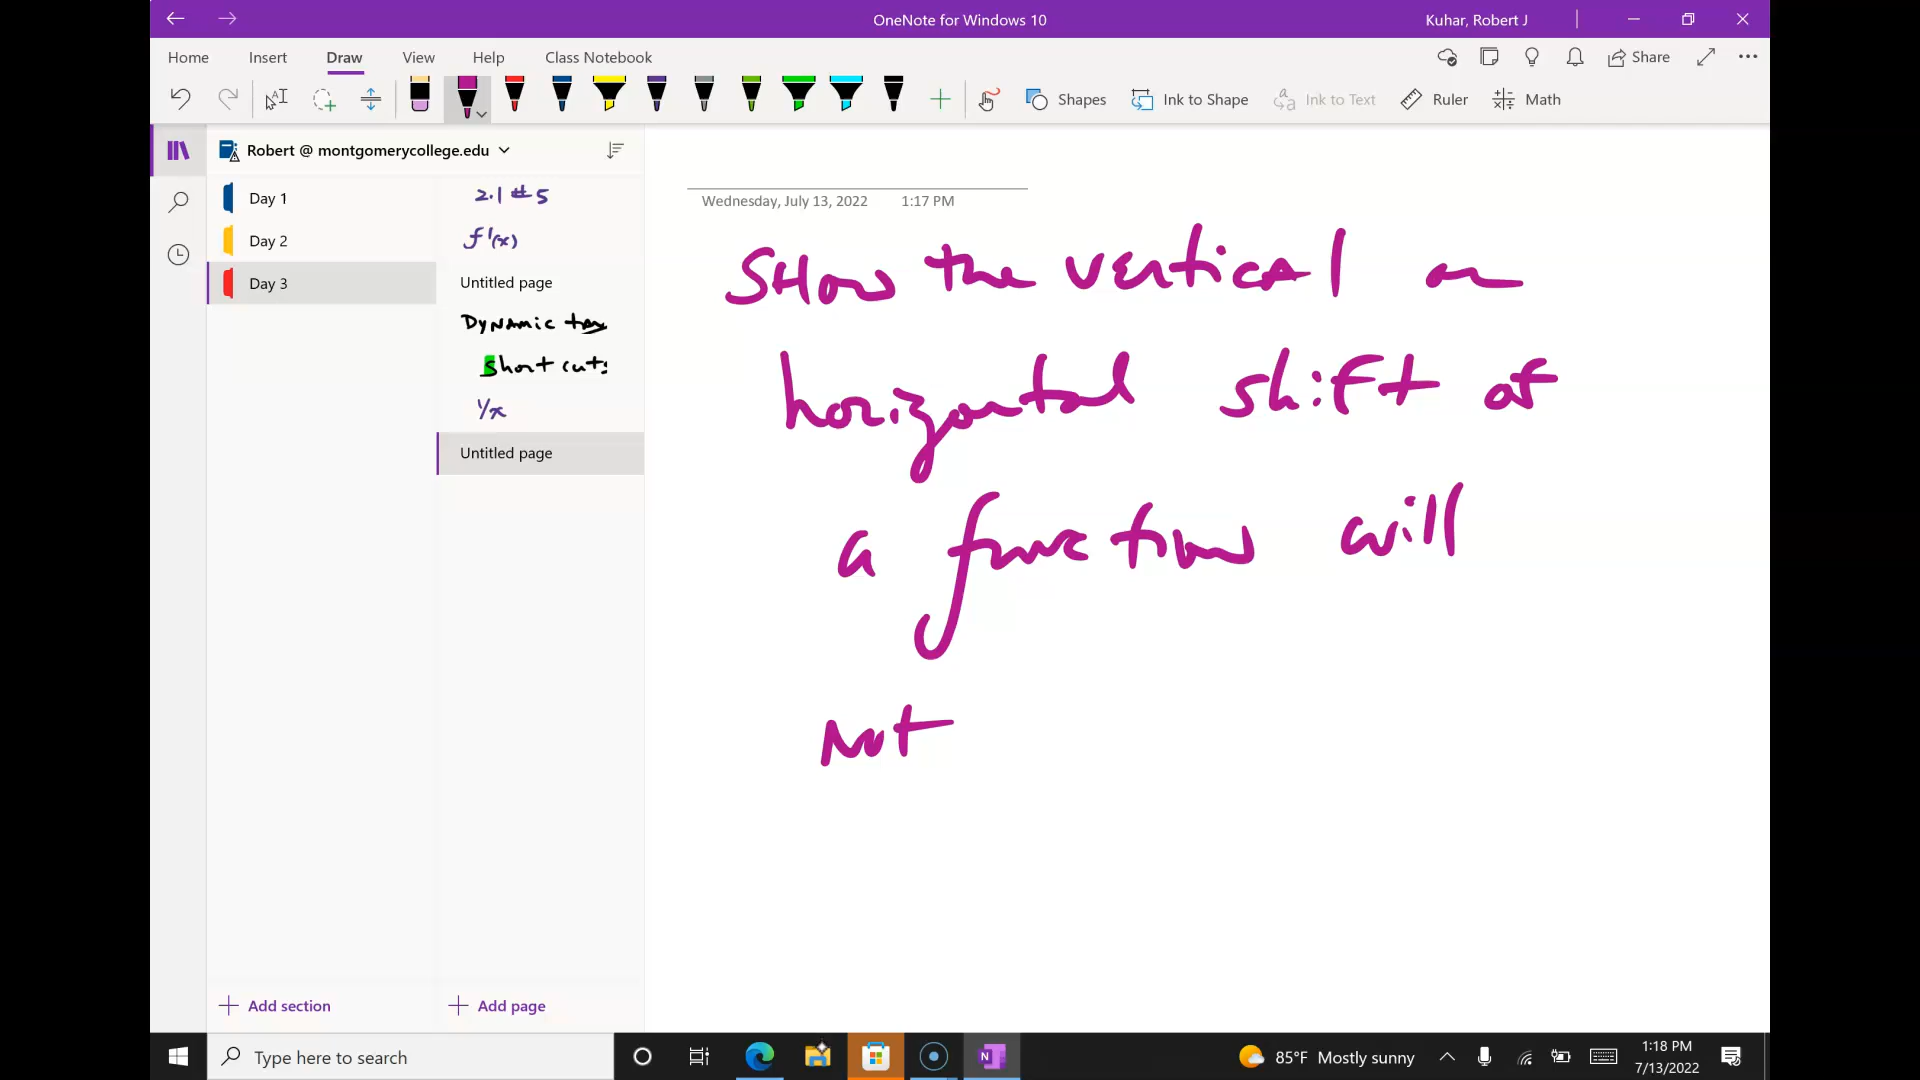 OneNote for Windows 10
Kuhar, Robert J
Home Insert Draw View Help Class Notebook
Share
Shapes Ink to Shape Ink to Text Ruler Math
Robert @ montgomerycollege.edu
Day 1
Day 2
Day 3
2.1 # 5
f'(x)
Untitled page
Dynamic
short cuts
1/x
Untitled page
Add section
Add page
Wednesday, July 13, 2022 1:17 PM
SHow the vertical or
horizontal shift of
a function will
Not
Type here to search
N
85°F Mostly sunny
1:18 PM
7/13/2022